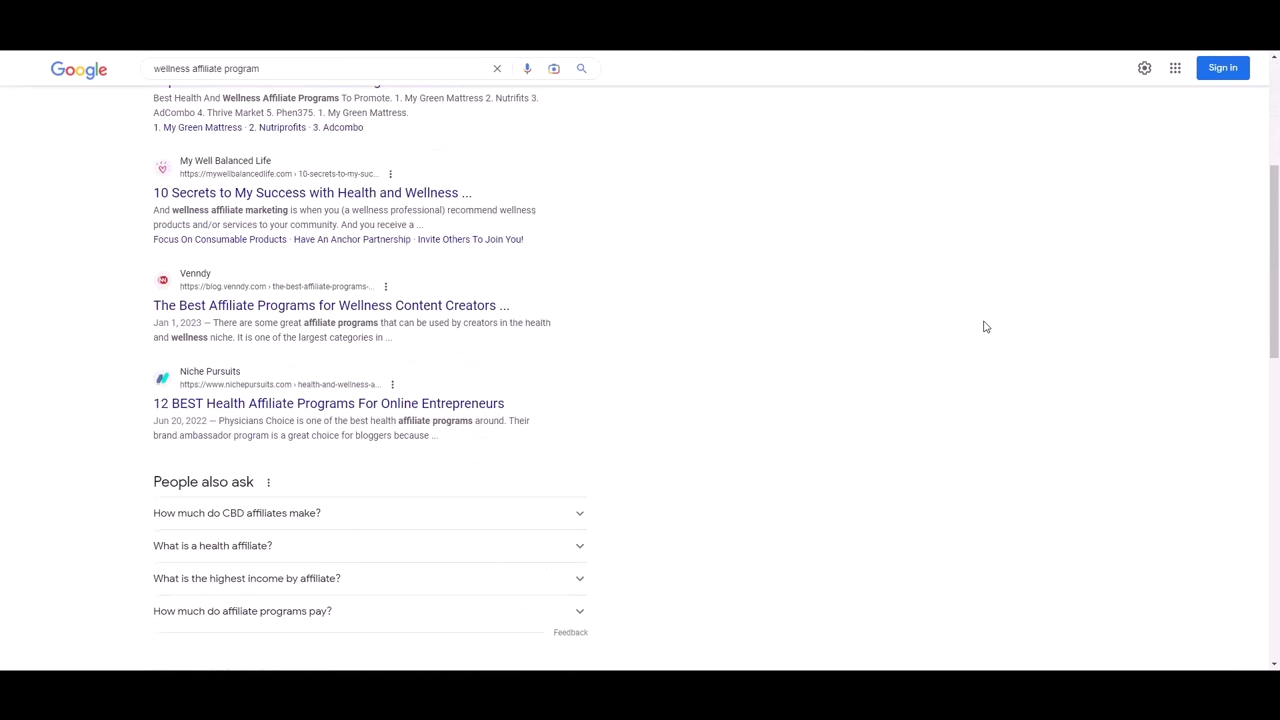 Google
wellness affiliate program
Sign in
Best Health And Wellness Affiliate Programs To Promote. 1. My Green Mattress 2. Nutrifits 3.
AdCombo 4. Thrive Market 5. Phen375. 1. My Green Mattress.
1. My Green Mattress · 2. Nutriprofits · 3. Adcombo
My Well Balanced Life
https://mywellbalancedlife.com › 10-secrets-to-my-suc...
10 Secrets to My Success with Health and Wellness ...
And wellness affiliate marketing is when you (a wellness professional) recommend wellness
products and/or services to your community. And you receive a ...
Focus On Consumable Products · Have An Anchor Partnership · Invite Others To Join You!
Venndy
https://blog.venndy.com › the-best-affiliate-programs-...
The Best Affiliate Programs for Wellness Content Creators ...
Jan 1, 2023 — There are some great affiliate programs that can be used by creators in the health
and wellness niche. It is one of the largest categories in ...
Niche Pursuits
https://www.nichepursuits.com › health-and-wellness-a...
12 BEST Health Affiliate Programs For Online Entrepreneurs
Jun 20, 2022 — Physicians Choice is one of the best health affiliate programs around. Their
brand ambassador program is a great choice for bloggers because ...
People also ask
How much do CBD affiliates make?
What is a health affiliate?
What is the highest income by affiliate?
How much do affiliate programs pay?
Feedback